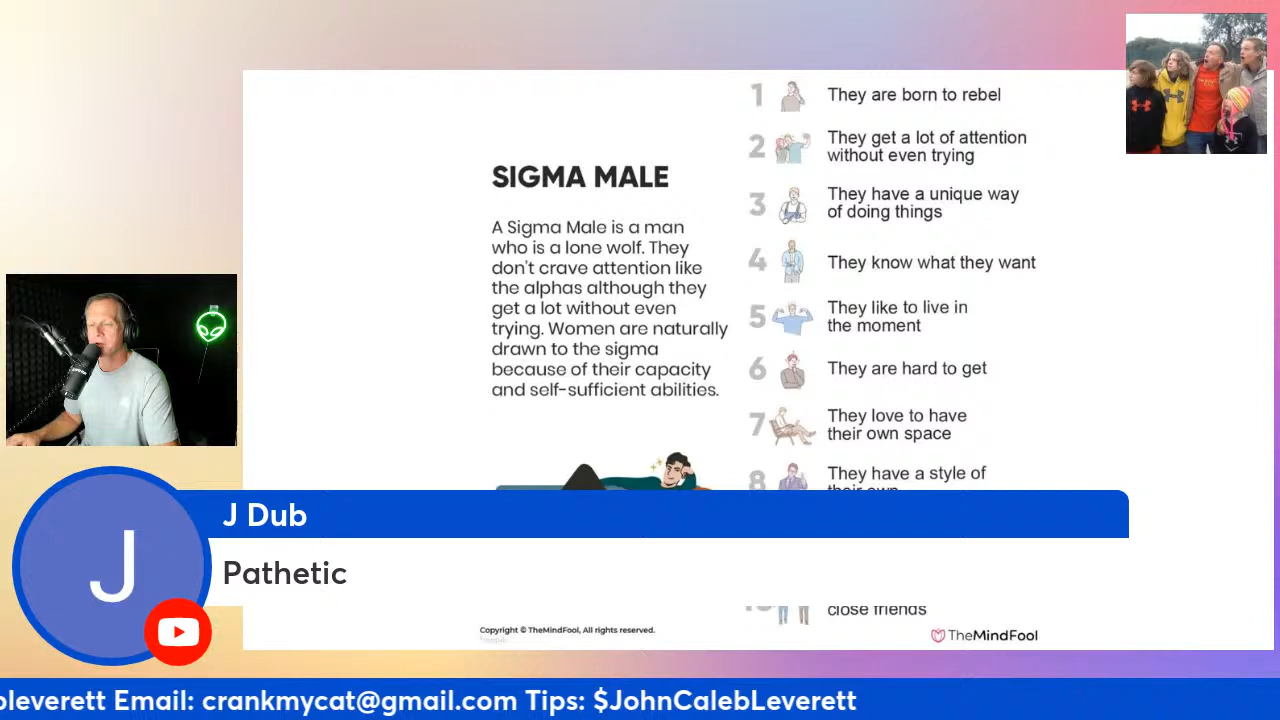 SIGMA MALE
A Sigma Male is a man
who is a lone wolf. They
don't crave attention like
the alphas although they
get a lot without even
trying. Women are naturally
drawn to the sigma
because of their capacity
and self-sufficient abilities.
1 They are born to rebel
2 They get a lot of attention
without even trying
3 They have a unique way
of doing things
4 They know what they want
5 They like to live in
the moment
6 They are hard to get
7 They love to have
their own space
8 They have a style of
their own
close friends
J Dub
J
Pathetic
Copyright © TheMindFool, All rights reserved.
TheMindFool
bleverett Email: crankmycat@gmail.com Tips: $JohnCalebLeverett